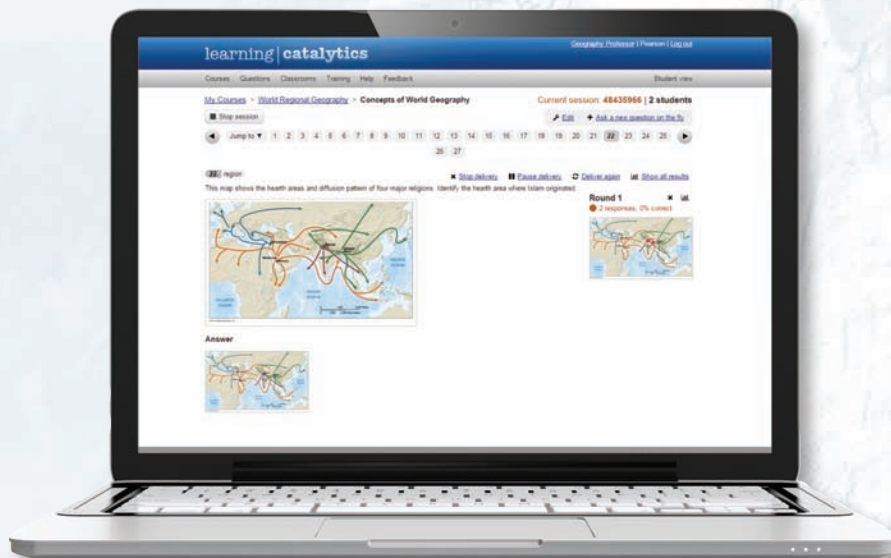 Geography Professor | Pearson | Log out
learning | catalytics
Courses Questions Classrooms Training Help Feedback Student view
My Courses > World Regional Geography > Concepts of World Geography Current session: 48435966 | 2 students
Stop session Edit + Ask a new question on the fly
Jump to 1 2 3 4 5 6 7 8 9 10 11 12 13 14 15 16 17 18 19 20 21 22 23 24 25
26 27
22 region Stop delivery Pause delivery Deliver again Show all results
This map shows the hearth areas and diffusion pattern of four major religions. Identify the hearth area where Islam originated.
Round 1
2 responses, 0% correct
Answer